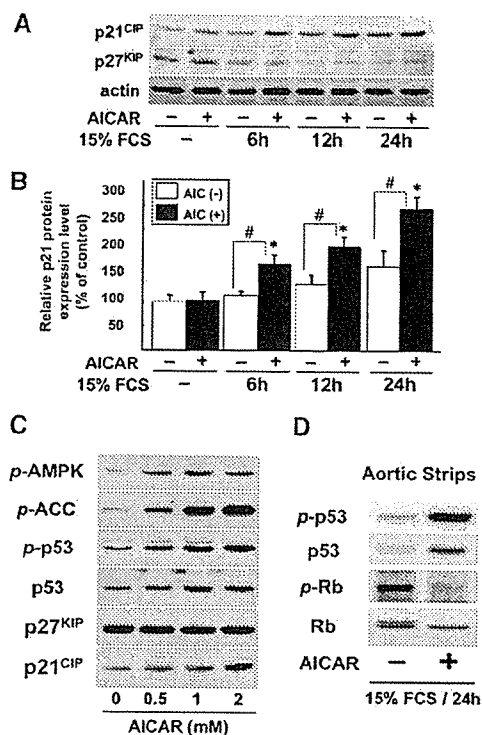 A
p21CIP
p27KIP
actin
AICAR − + − + − + − +
15% FCS − 6h 12h 24h
B
Relative p21 protein
expression level
(% of control)
300
250
200
150
100
50
AIC (-)
AIC (+)
# * # * # *
AICAR − + − + − + − +
15% FCS − 6h 12h 24h
C
p-AMPK
p-ACC
p-p53
p53
p27KIP
p21CIP
0 0.5 1 2
AICAR (mM)
D
Aortic Strips
p-p53
p53
p-Rb
Rb
AICAR − +
15% FCS / 24h